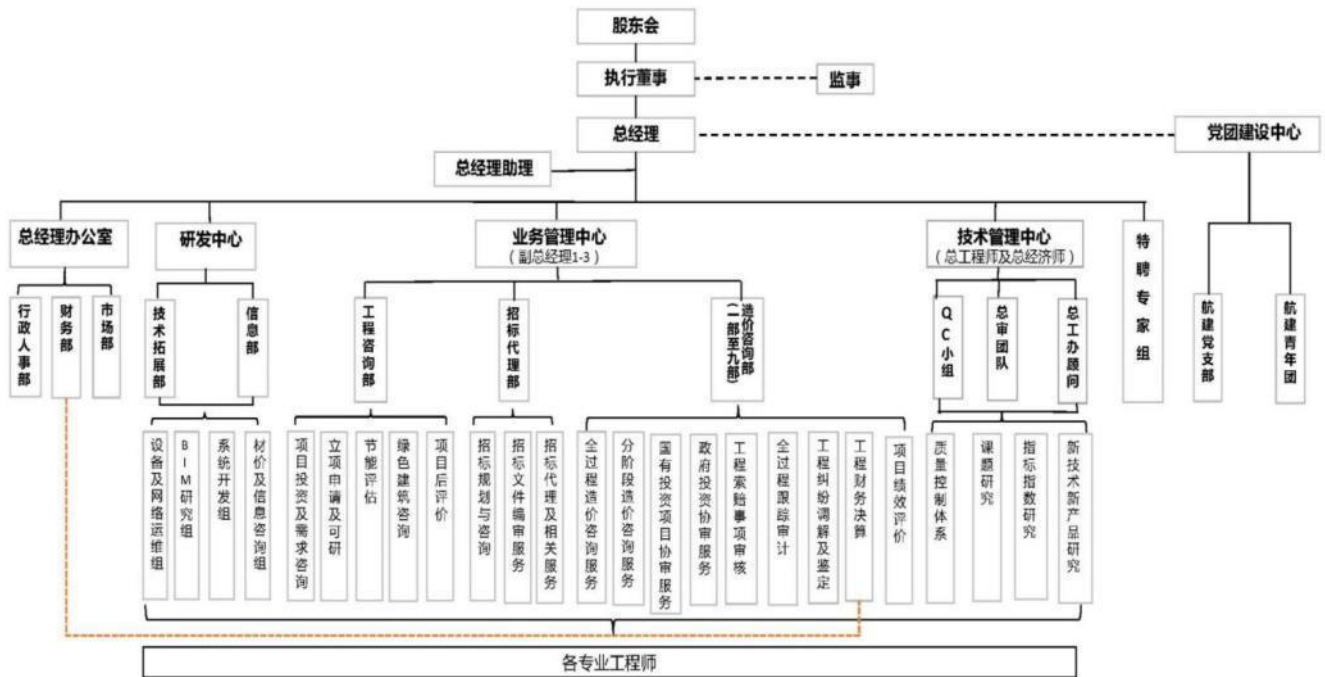 股东会
执行董事
监事
总经理
党团建设中心
总经理助理
总经理办公室
研发中心
业务管理中心
（副总经理1-3）
技术管理中心
（总工程师及总经济师）
特聘专家组
行政人事部
财务部
市场部
技术拓展部
信息部
工程咨询部
招标代理部
造价咨询部
（一部至九部）
QC小组
总审团队
总工办顾问
航建党支部
航建青年团
设备及网络运维组
BIM研究组
系统开发组
材价及信息咨询组
项目投资及需求咨询
立项申请及可研
节能评估
绿色建筑咨询
项目后评价
招标规划与咨询
招标文件编审服务
招标代理及相关服务
全过程造价咨询服务
分阶段造价咨询服务
国有投资项目协审服务
政府投资协审服务
工程索赔事项审核
全过程跟踪审计
工程纠纷调解及鉴定
工程财务决算
项目绩效评价
质量控制体系
课题研究
指标指数研究
新技术新产品研究
各专业工程师